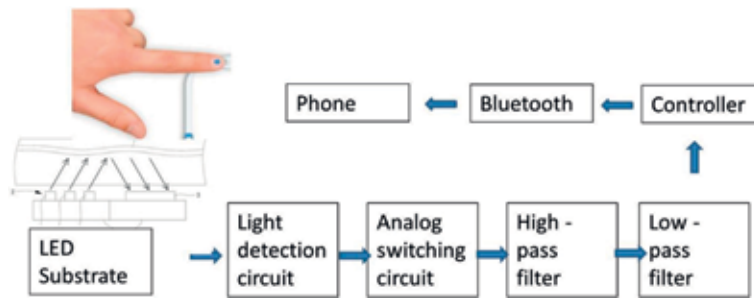 Phone
Bluetooth
Controller
LED
Substrate
Light
detection
circuit
Analog
switching
circuit
High -
pass
filter
Low -
pass
filter